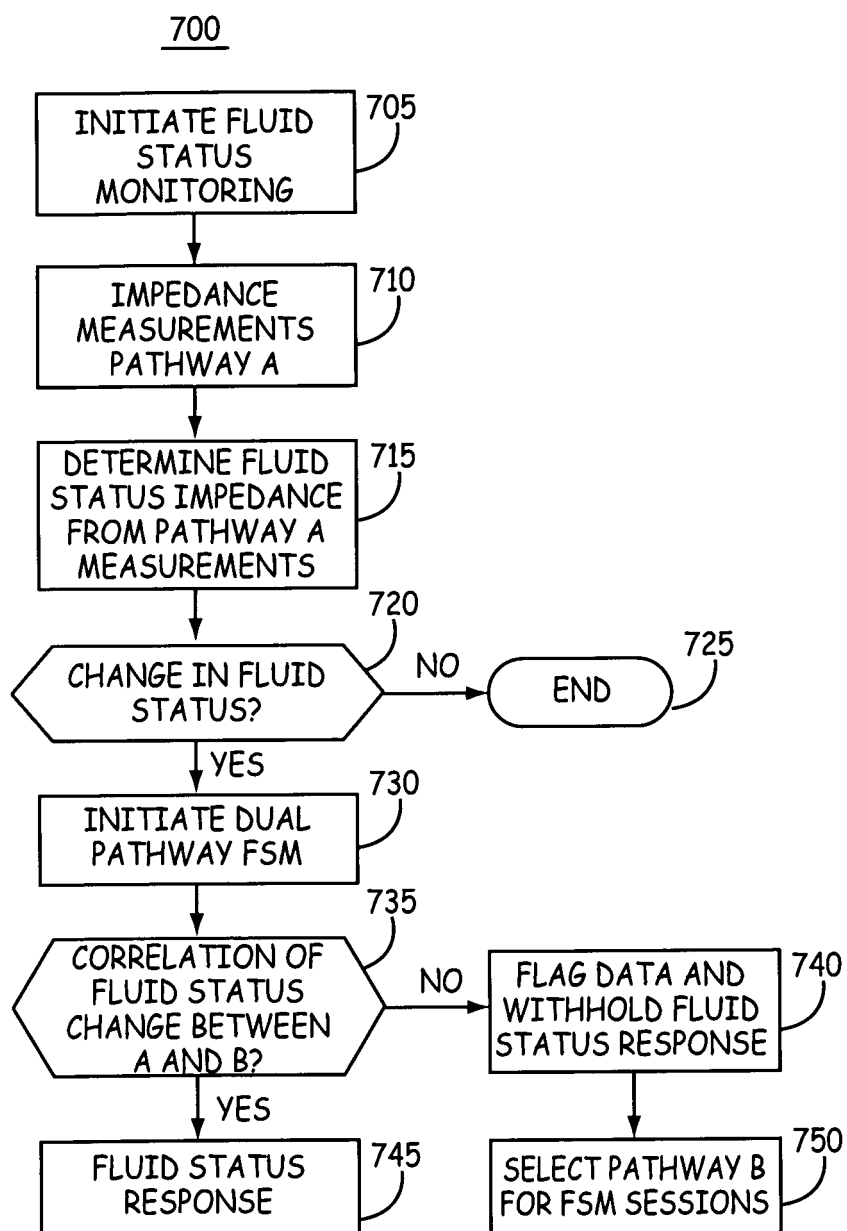 700
INITIATE FLUID
STATUS
MONITORING
705
IMPEDANCE
MEASUREMENTS
PATHWAY A
710
DETERMINE FLUID
STATUS IMPEDANCE
FROM PATHWAY A
MEASUREMENTS
715
CHANGE IN FLUID
STATUS?
720
NO
END
725
YES
INITIATE DUAL
PATHWAY FSM
730
CORRELATION OF
FLUID STATUS
CHANGE BETWEEN
A AND B?
735
NO
FLAG DATA AND
WITHHOLD FLUID
STATUS RESPONSE
740
YES
FLUID STATUS
RESPONSE
745
SELECT PATHWAY B
FOR FSM SESSIONS
750